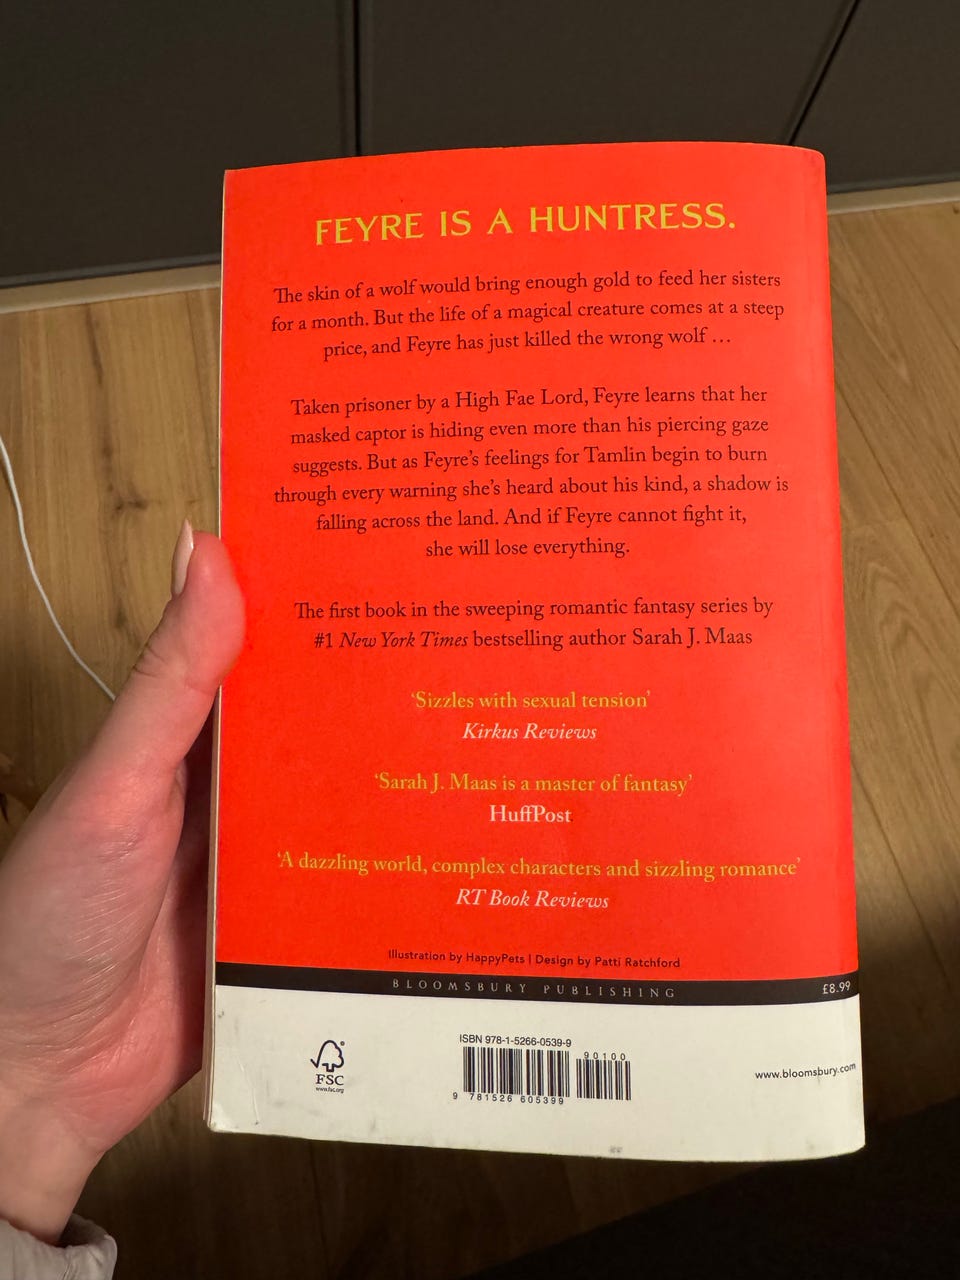 FEYRE IS A HUNTRESS.
The skin of a wolf would bring enough gold to feed her sisters
for a month. But the life of a magical creature comes at a steep
price, and Feyre has just killed the wrong wolf …
Taken prisoner by a High Fae Lord, Feyre learns that her
masked captor is hiding even more than his piercing gaze
suggests. But as Feyre’s feelings for Tamlin begin to burn
through every warning she’s heard about his kind, a shadow is
falling across the land. And if Feyre cannot fight it,
she will lose everything.
The first book in the sweeping romantic fantasy series by
#1 New York Times bestselling author Sarah J. Maas
‘Sizzles with sexual tension’
Kirkus Reviews
‘Sarah J. Maas is a master of fantasy’
HuffPost
‘A dazzling world, complex characters and sizzling romance’
RT Book Reviews
Illustration by HappyPets | Design by Patti Ratchford
BLOOMSBURY PUBLISHING
£8.99
ISBN 978-1-5266-0539-9
90100
9 781526 605399
FSC
www.fsc.org
www.bloomsbury.com